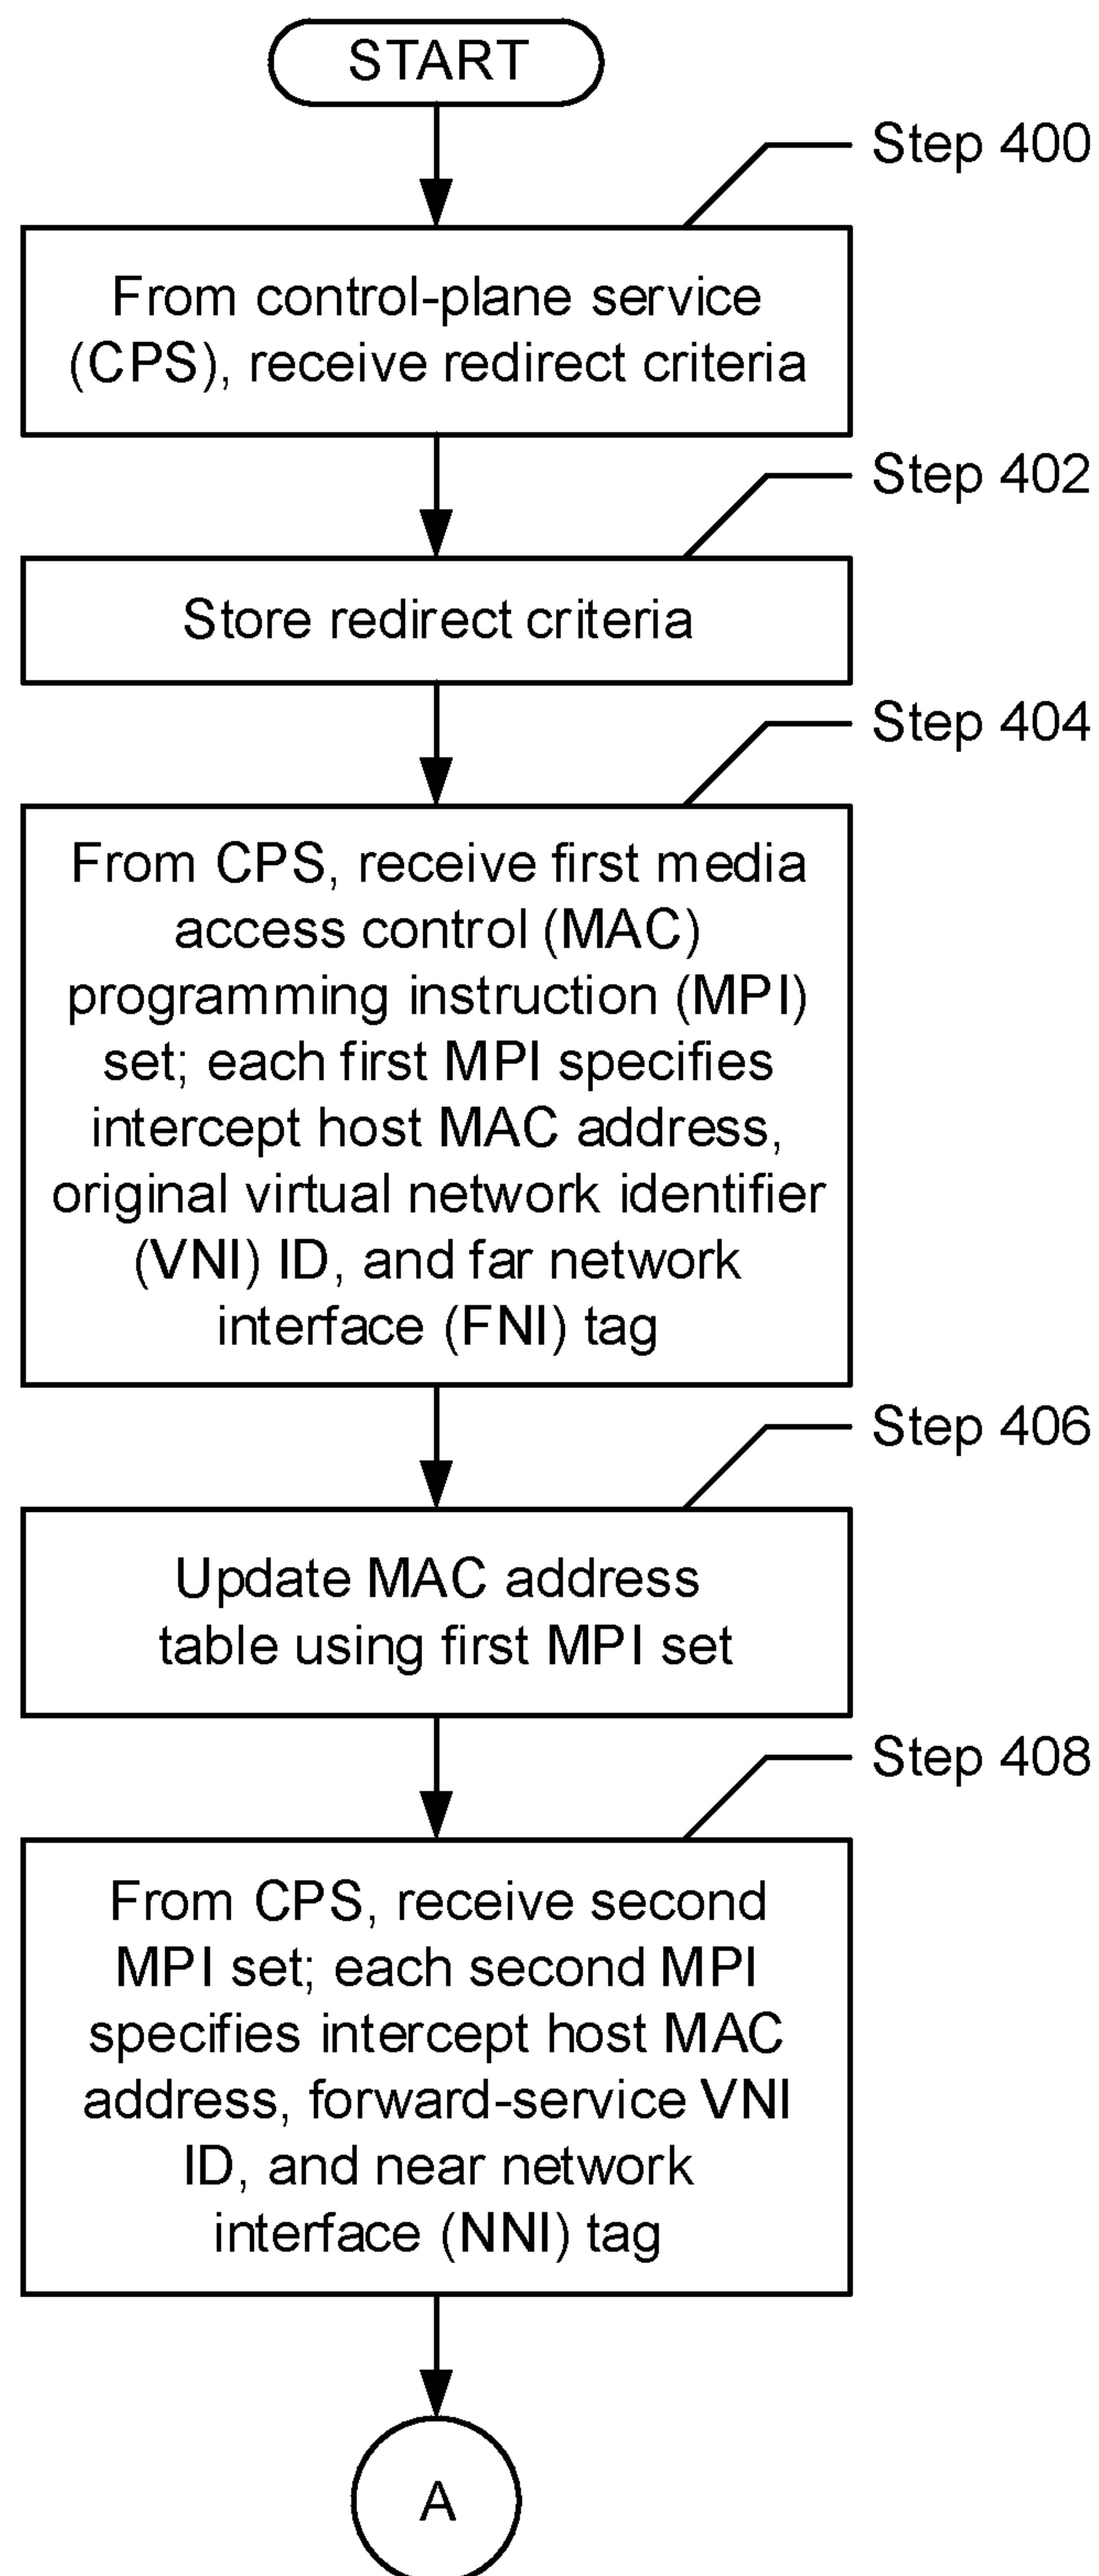 START
Step 400
From control-plane service
(CPS), receive redirect criteria
Step 402
Store redirect criteria
Step 404
From CPS, receive first media
access control (MAC)
programming instruction (MPI)
set; each first MPI specifies
intercept host MAC address,
original virtual network identifier
(VNI) ID, and far network
interface (FNI) tag
Step 406
Update MAC address
table using first MPI set
Step 408
From CPS, receive second
MPI set; each second MPI
specifies intercept host MAC
address, forward-service VNI
ID, and near network
interface (NNI) tag
A